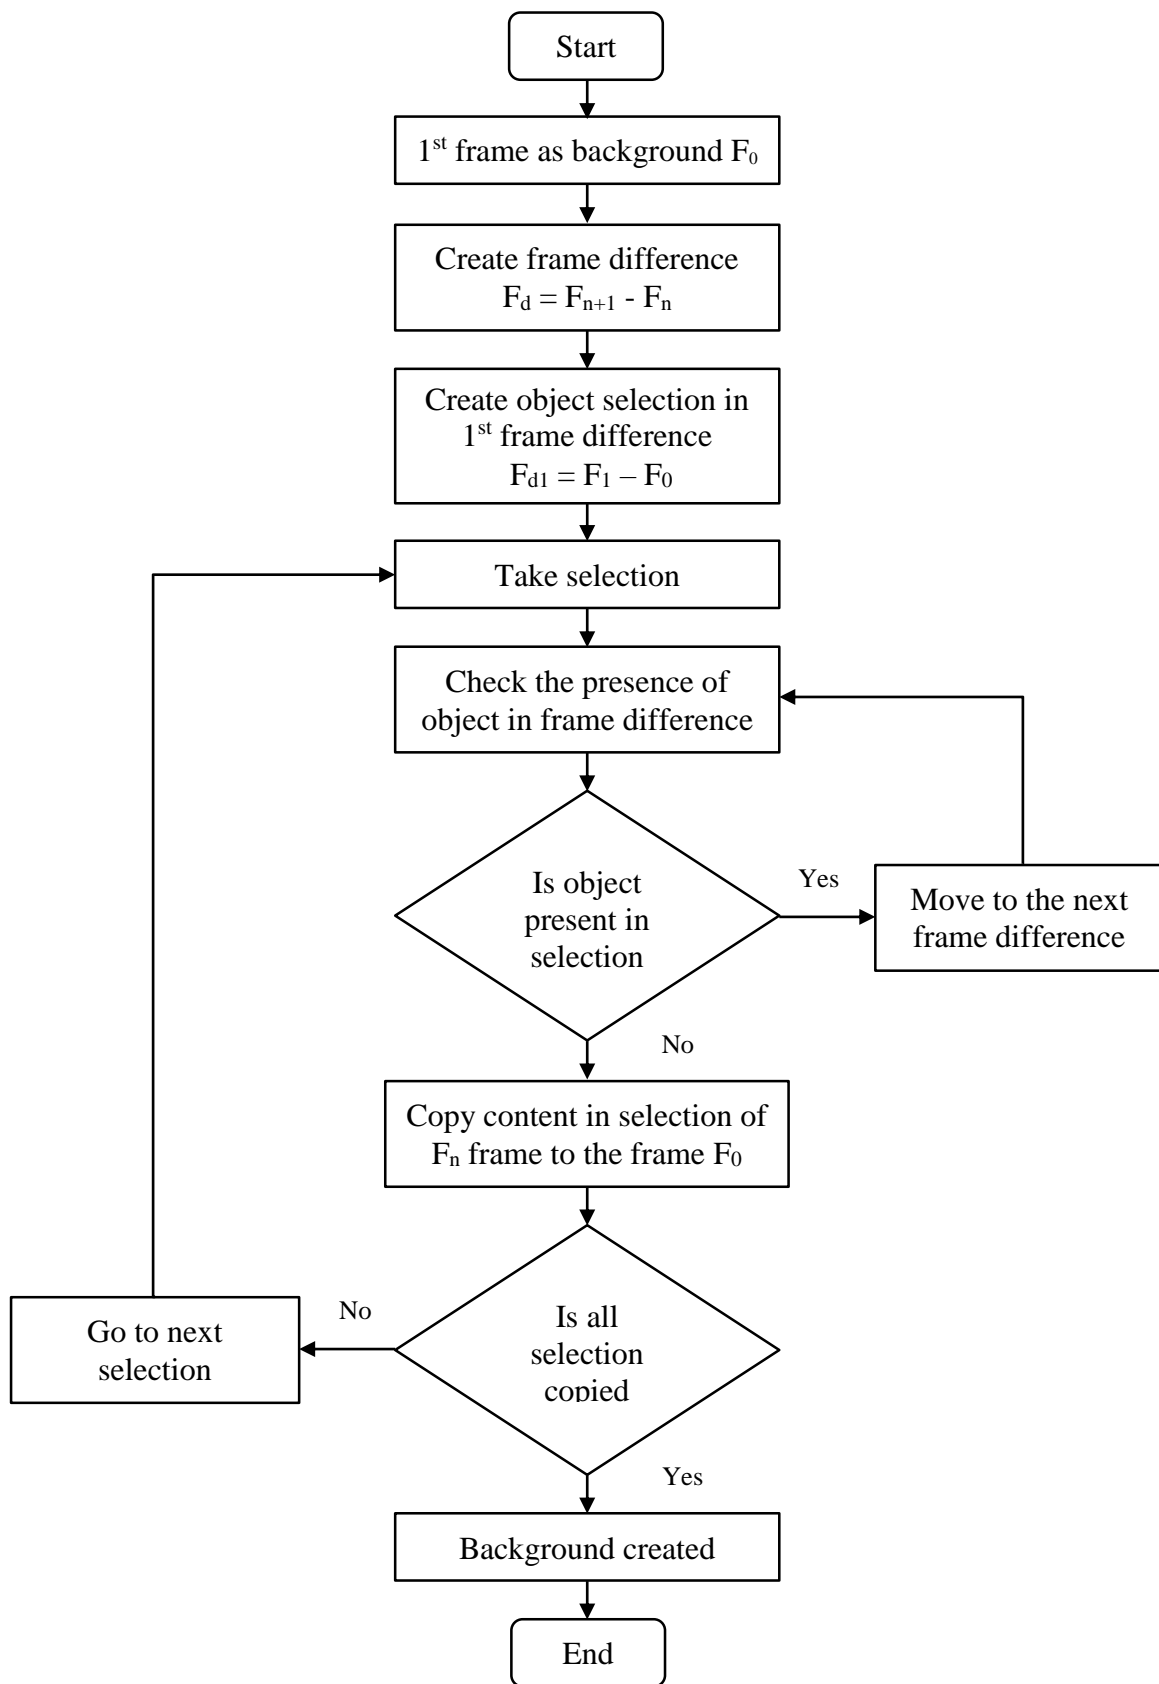 Start
1st frame as background F0
Create frame difference
Fd = Fn+1 - Fn
Create object selection in
1st frame difference
Fd1 = F1 – F0
Take selection
Check the presence of
object in frame difference
Is object
present in
selection
Yes
Move to the next
frame difference
No
Copy content in selection of
Fn frame to the frame F0
Is all
selection
copied
No
Go to next
selection
Yes
Background created
End